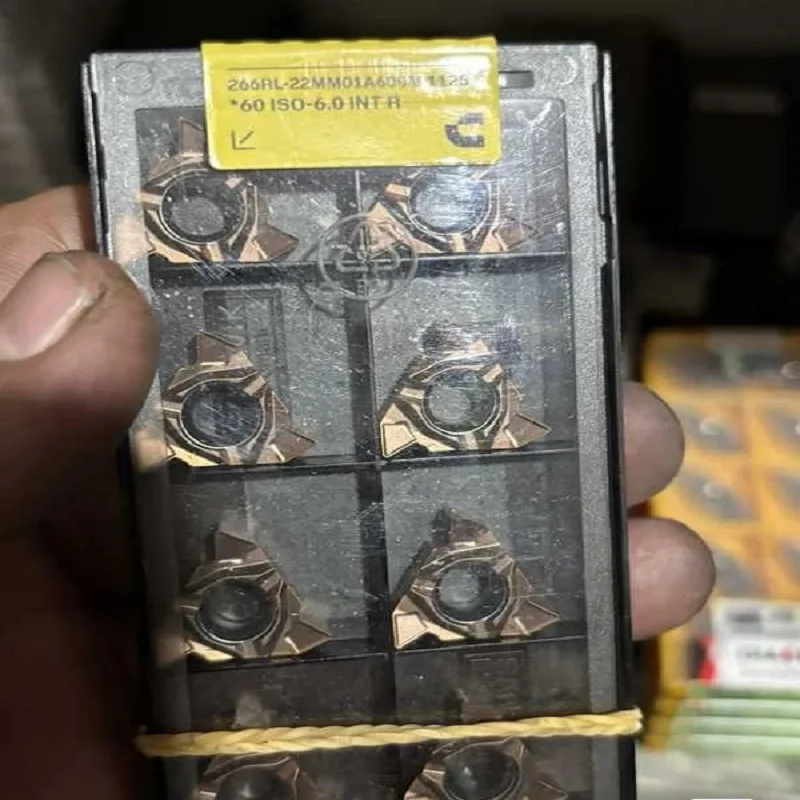 266RL-22MM01A600M 1125
*60 ISO-6.0 INT R